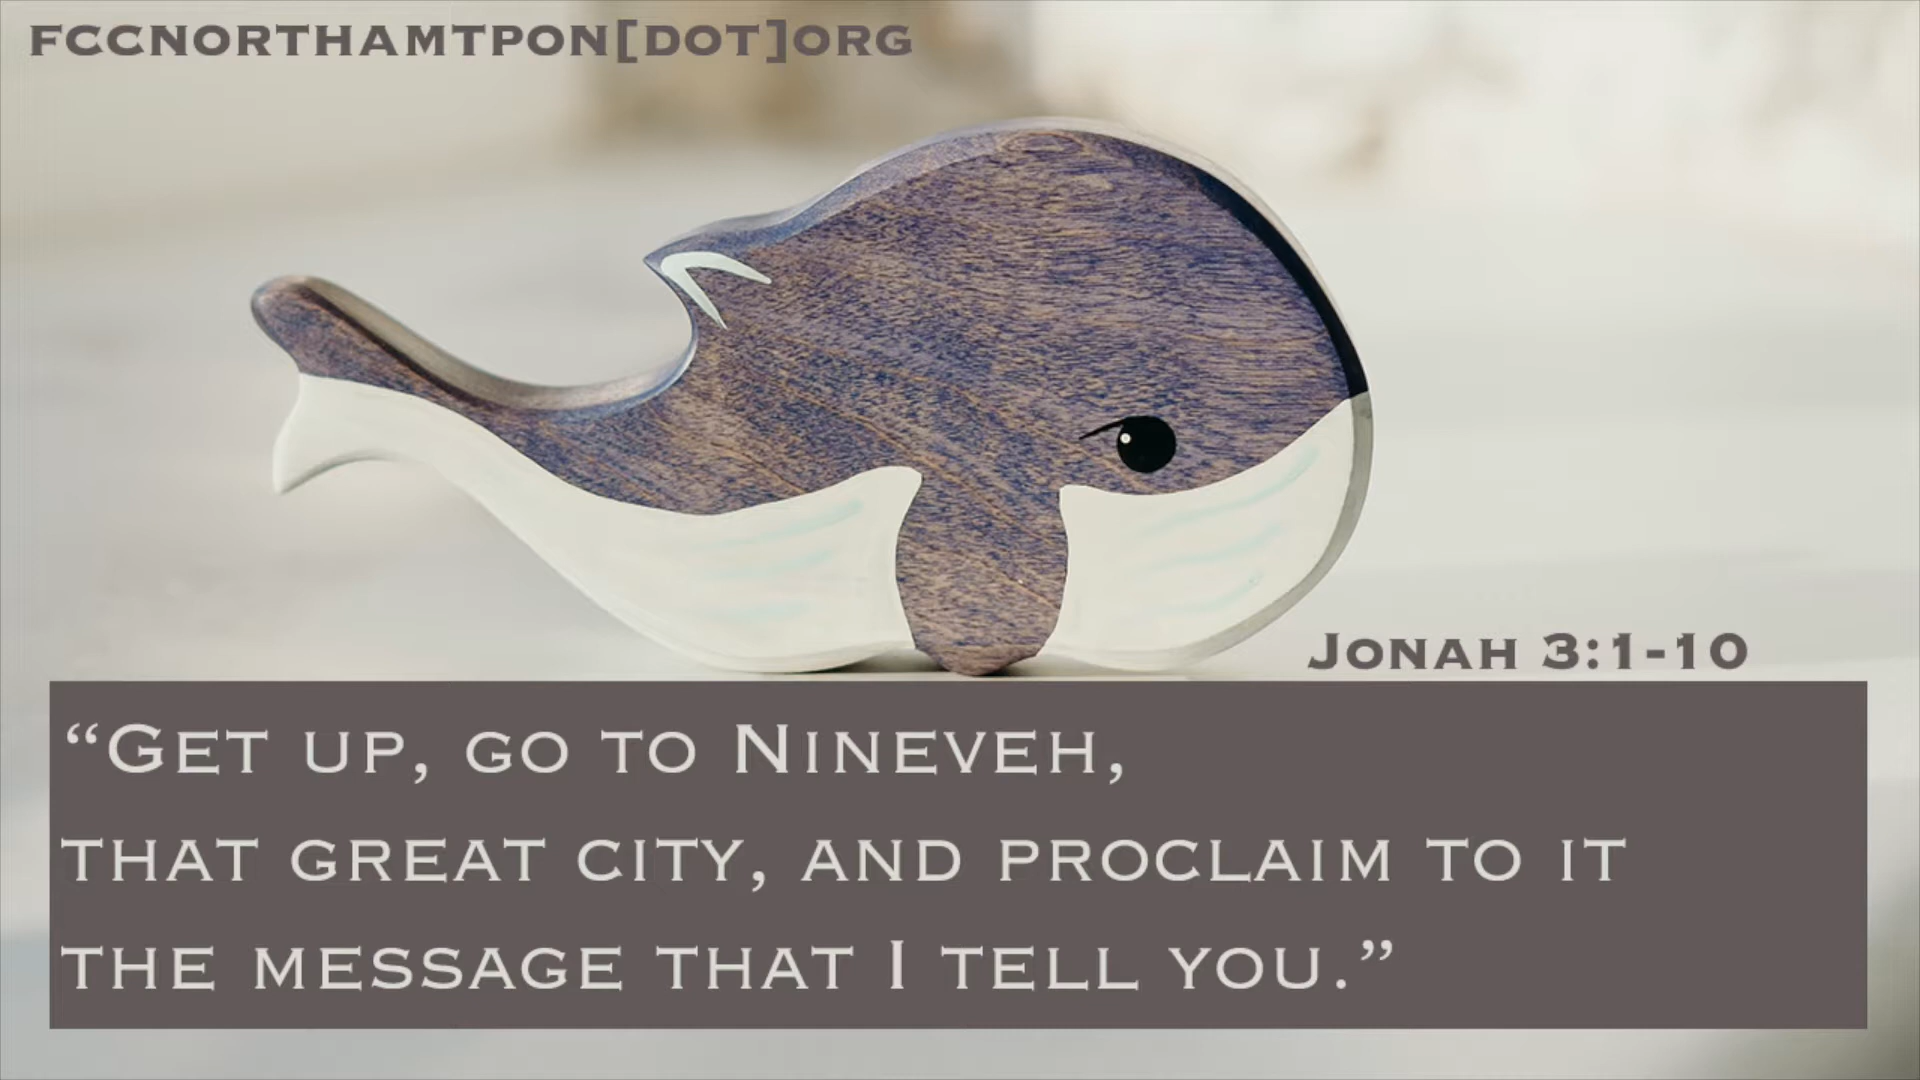 FCCNORTHAMTPON[DOT]ORG
JONAH 3:1-10
“GET UP, GO TO NINEVEH,
THAT GREAT CITY, AND PROCLAIM TO IT
THE MESSAGE THAT I TELL YOU.”